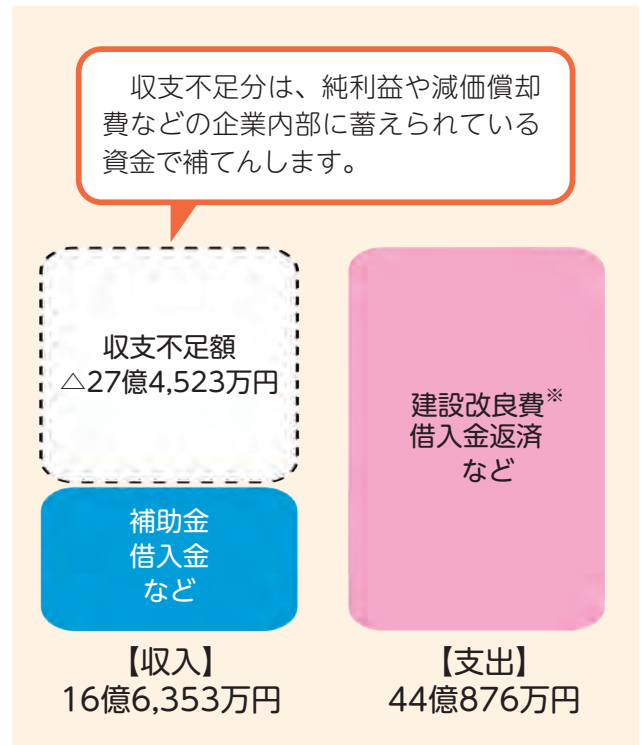 収支不足分は、純利益や減価償却
費などの企業内部に蓄えられている
資金で補てんします。
収支不足額
△27億4,523万円
補助金
借入金
など
【収入】
16億6,353万円
建設改良費※
借入金返済
など
【支出】
44億876万円